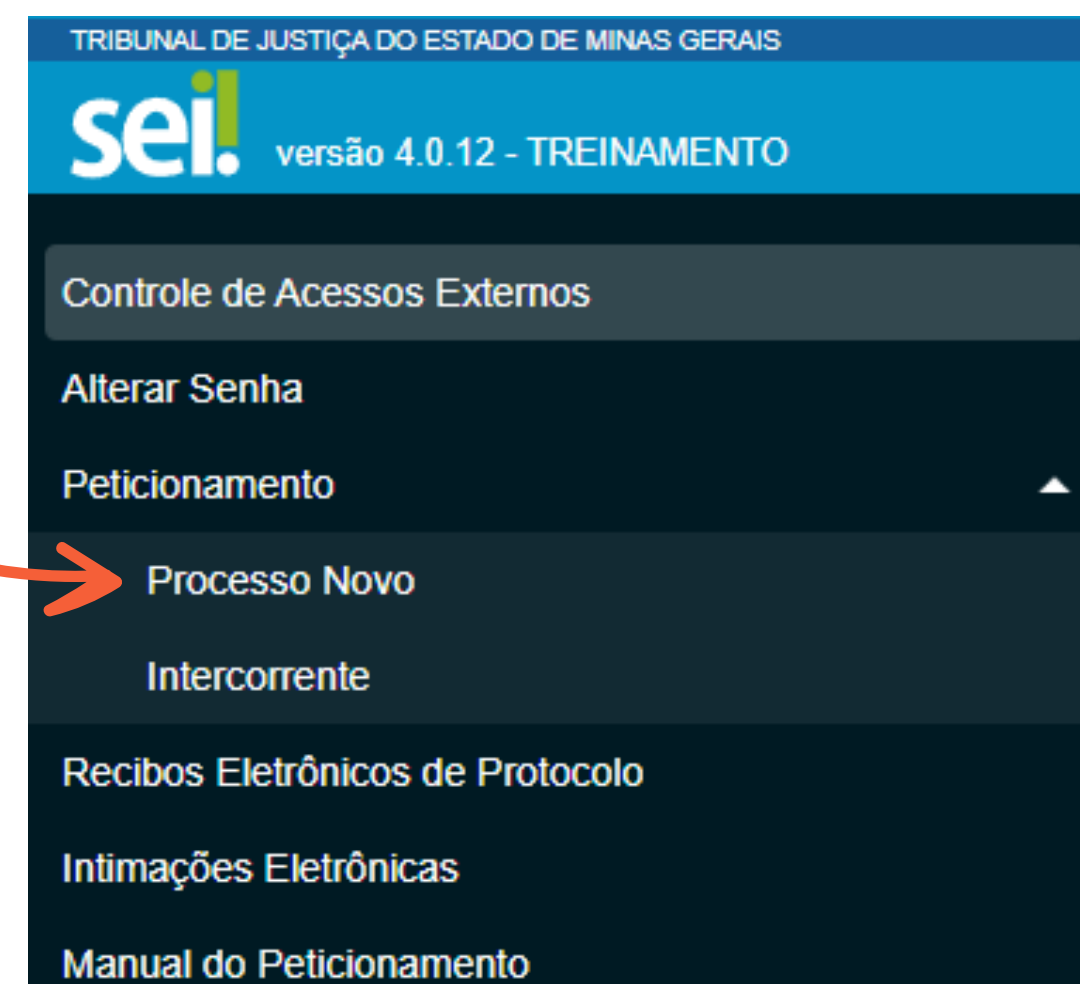 TRIBUNAL DE JUSTIÇA DO ESTADO DE MINAS GERAIS
sei! versão 4.0.12 - TREINAMENTO
Controle de Acessos Externos
Alterar Senha
Peticionamento
Processo Novo
Intercorrente
Recibos Eletrônicos de Protocolo
Intimações Eletrônicas
Manual do Peticionamento